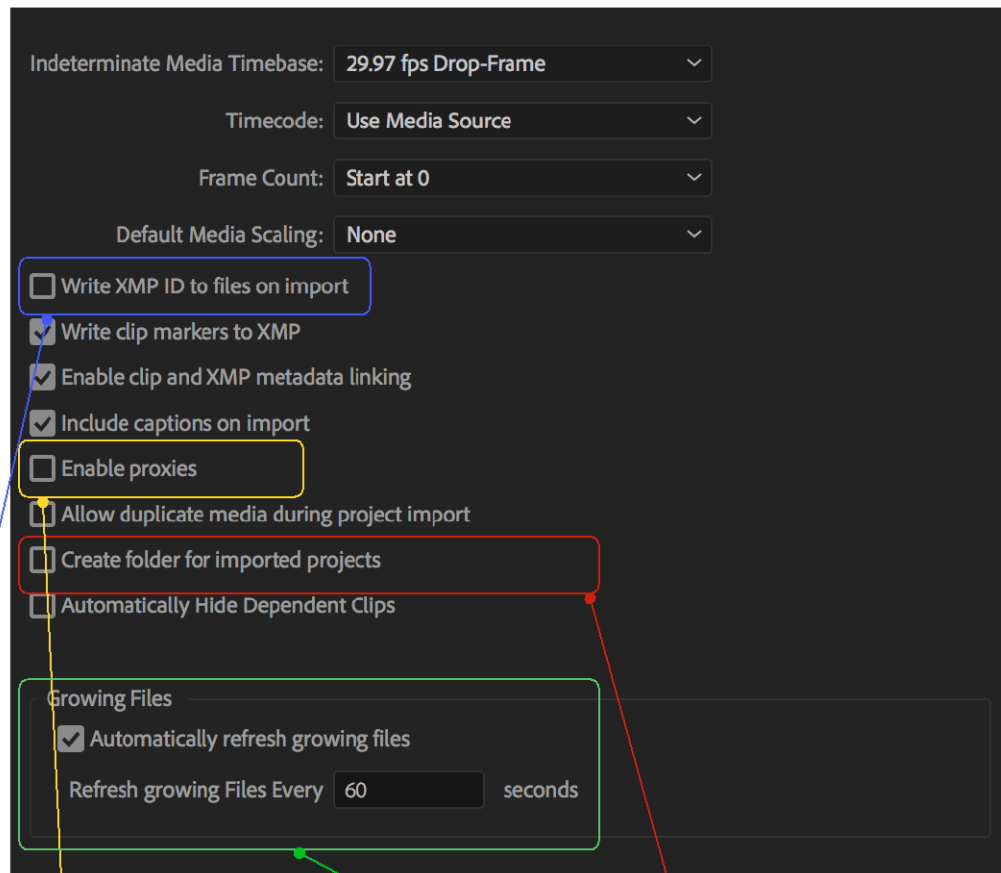 Indeterminate Media Timebase: 29.97 fps Drop-Frame
Timecode: Use Media Source
Frame Count: Start at 0
Default Media Scaling: None
Write XMP ID to files on import
Write clip markers to XMP
Enable clip and XMP metadata linking
Include captions on import
Enable proxies
Allow duplicate media during project import
Create folder for imported projects
Automatically Hide Dependent Clips
Growing Files
Automatically refresh growing files
Refresh growing Files Every 60 seconds